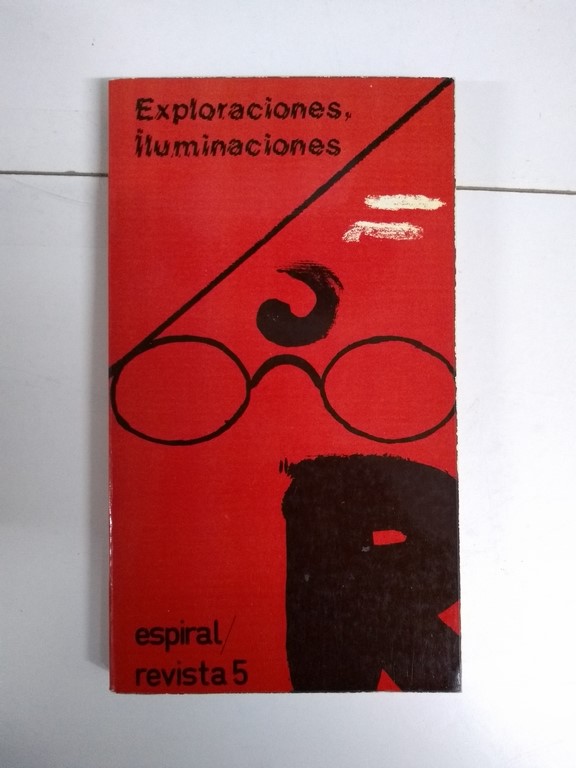 Exploraciones,
iluminaciones
R
espiral/
revista 5